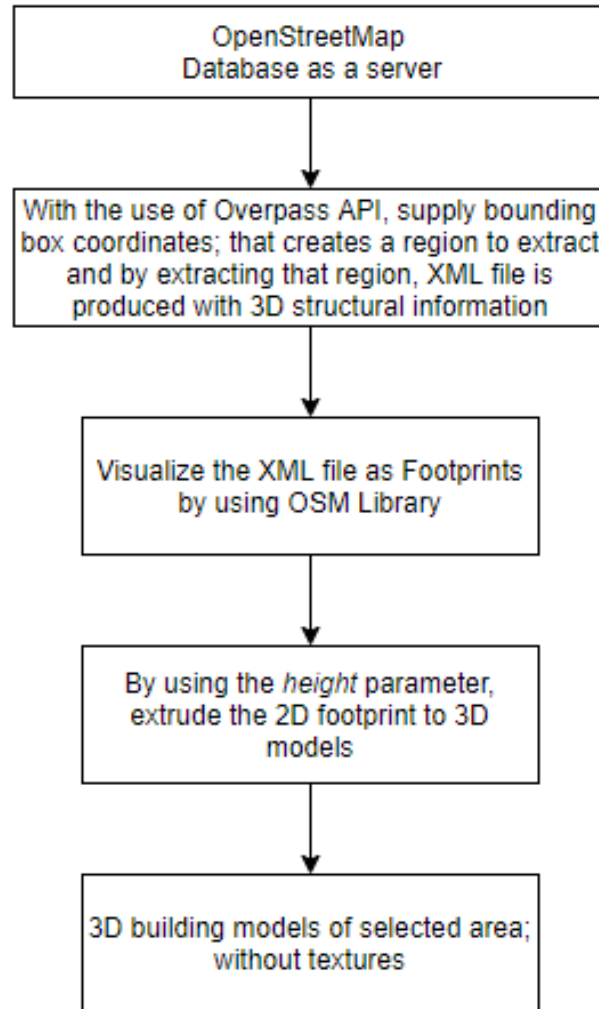 OpenStreetMap
Database as a server
With the use of Overpass API, supply bounding
box coordinates; that creates a region to extract
and by extracting that region, XML file is
produced with 3D structural information
Visualize the XML file as Footprints
by using OSM Library
By using the height parameter,
extrude the 2D footprint to 3D
models
3D building models of selected area;
without textures